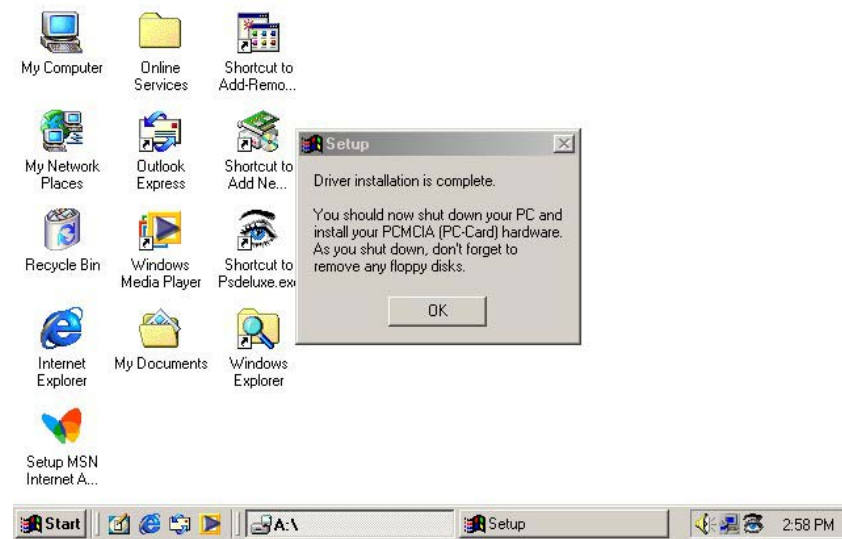 My Computer
Online
Services
Shortcut to
Add-Remo...
My Network
Places
Outlook
Express
Shortcut to
Add Ne...
Recycle Bin
Windows
Media Player
Shortcut to
Psdeluxe.exe
Internet
Explorer
My Documents
Windows
Explorer
Setup MSN
Internet A...
Setup
Driver installation is complete.
You should now shut down your PC and
install your PCMCIA (PC-Card) hardware.
As you shut down, don't forget to
remove any floppy disks.
OK
Start
A:\
Setup
2:58 PM